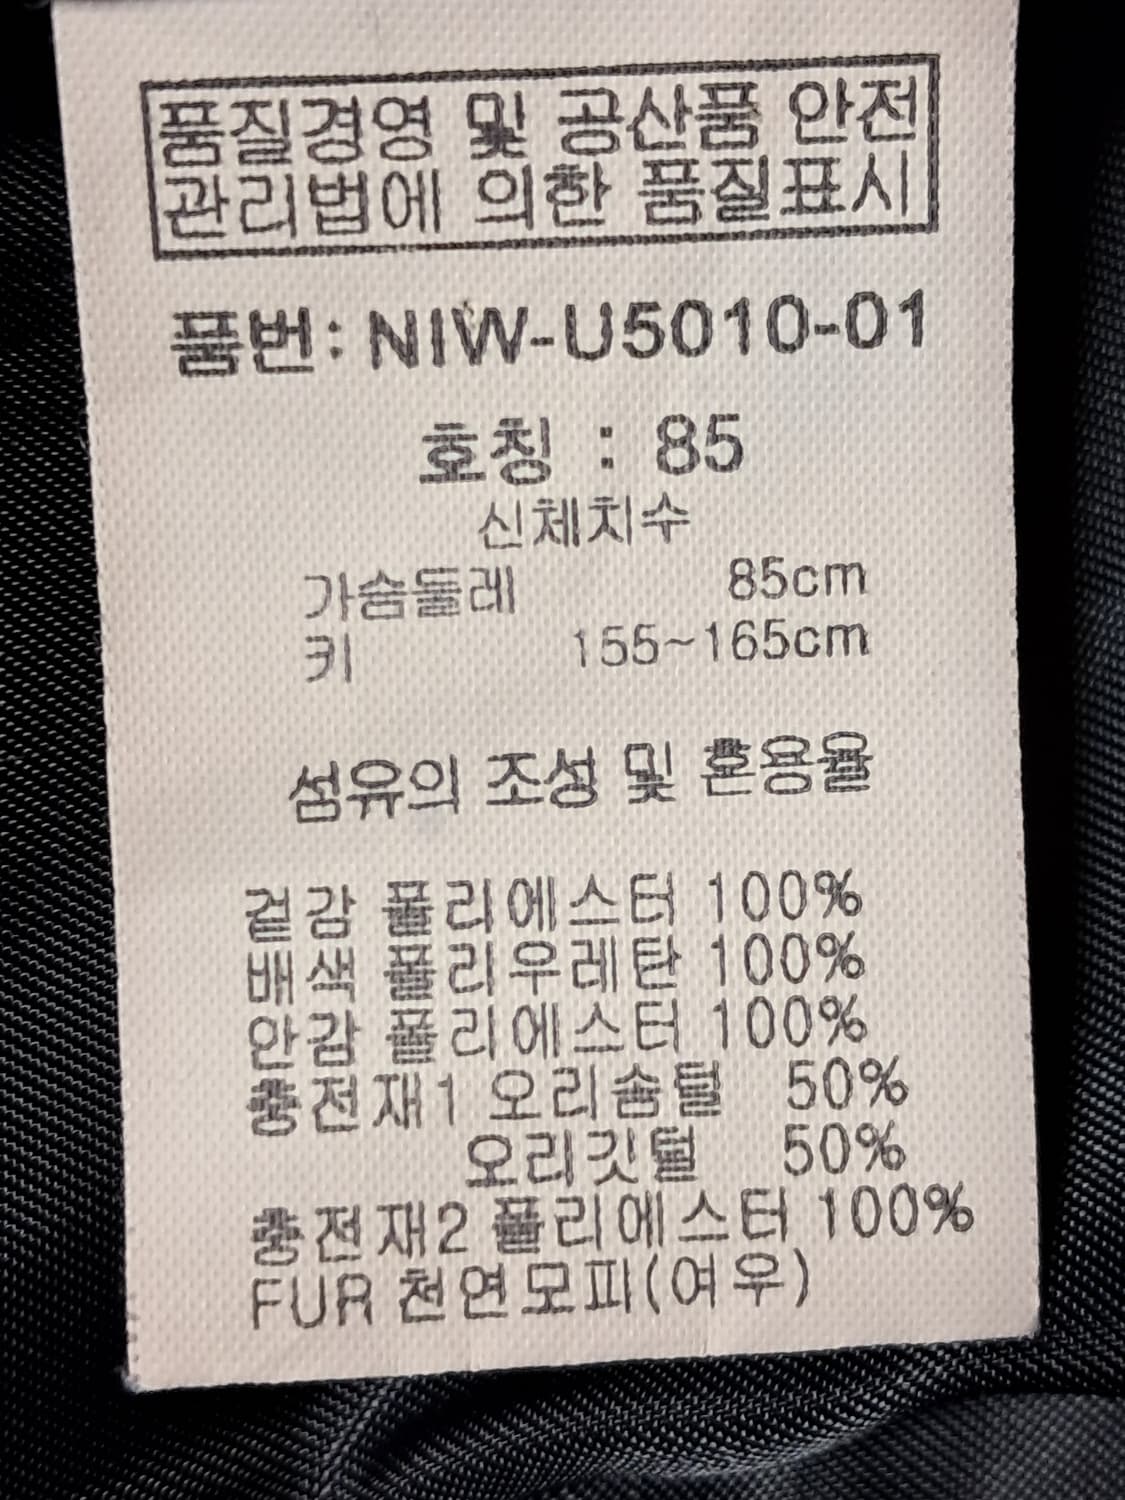 품질경영 및 공산품 안전
관리법에 의한 품질표시
품번: NIW-U5010-01
호칭 : 85
신체치수
가슴둘레 85cm
키 155~165cm
섬유의 조성 및 혼용율
겉감 폴리에스터 100%
배색 폴리우레탄 100%
안감 폴리에스터 100%
충전재1 오리솜털 50%
오리깃털 50%
충전재2 폴리에스터 100%
FUR 천연모피(여우)